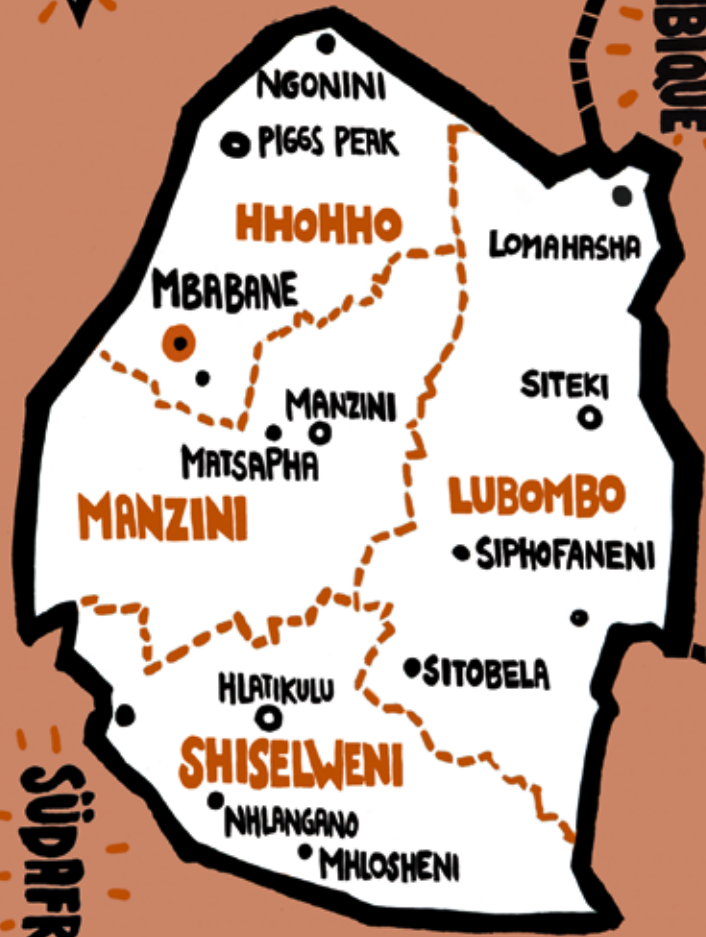 BIQUE
NGONINI
PIGGS PEAK
HHOHHO
LOMAHASHA
MBABANE
SITEKI
MANZINI
MATSAPHA
MANZINI
LUBOMBO
SIPHOFANENI
SITOBELA
HLATIKULU
SHISELWENI
NHLANGANO
MHLOSHENI
SÜDAFR